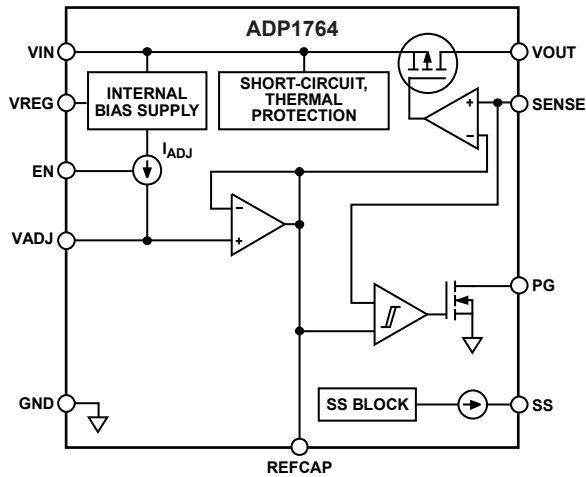 ADP1764
VIN
VOUT
VREG
INTERNAL
BIAS SUPPLY
SHORT-CIRCUIT,
THERMAL
PROTECTION
+
−
SENSE
EN
IADJ
−
+
VADJ
PG
GND
SS BLOCK
SS
REFCAP